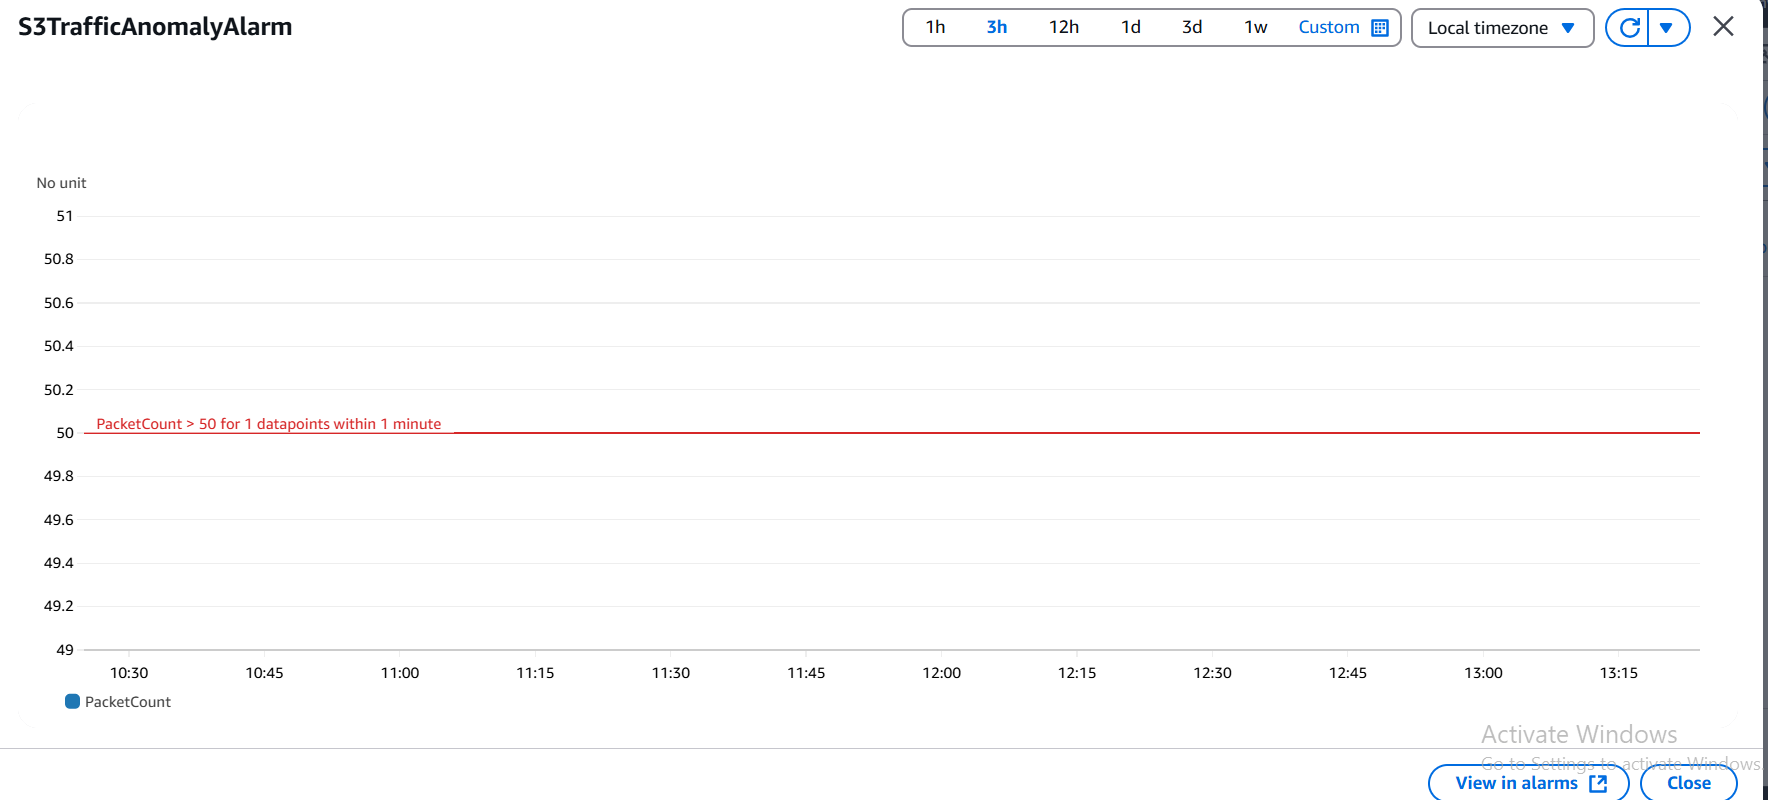 S3TrafficAnomalyAlarm
1h 3h 12h 1d 3d 1w Custom Local timezone
No unit
51
50.8
50.6
50.4
50.2
PacketCount > 50 for 1 datapoints within 1 minute
50
49.8
49.6
49.4
49.2
49
10:30 10:45 11:00 11:15 11:30 11:45 12:00 12:15 12:30 12:45 13:00 13:15
PacketCount
Activate Windows
Go to Settings to activate Windows.
View in alarms Close